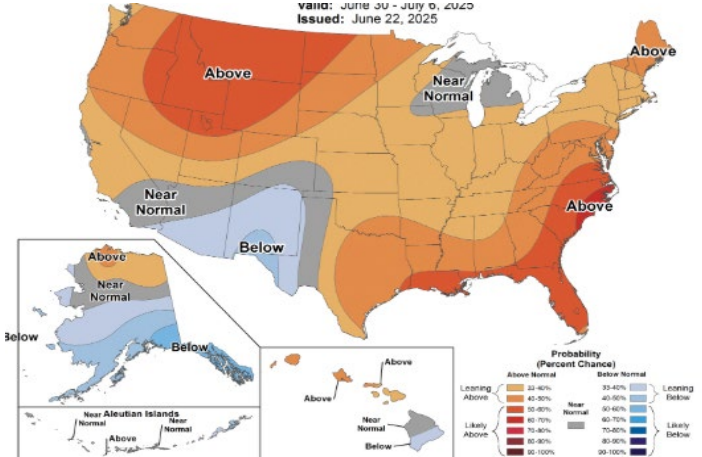 Valid: June 30 - July 6, 2025
Issued: June 22, 2025
Above
Above
Near
Normal
Near
Normal
Above
Below
Above
Near
Normal
Below
Below
Aleutian Islands
Near
Normal
Near
Normal
Above
Above
Above
Near
Normal
Below
Probability
(Percent Chance)
Above Normal
Below Normal
Leaning
Above
33-40%
40-50%
Likely
Above
50-60%
60-70%
70-80%
80-90%
90-100%
Near
Normal
33-40%
40-50%
Leaning
Below
50-60%
60-70%
70-80%
80-90%
90-100%
Likely
Below